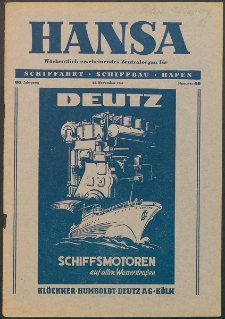 HANSA
Wöchentlich erscheinendes Zentralorgan für
SCHIFFAHRT · SCHIFFBAU · HAFEN
Jahrgang
Nummer
DEUTZ
SCHIFFSMOTOREN
auf allen Wasserstraßen
KLÖCKNER-HUMBOLDT-DEUTZ AG·KÖLN